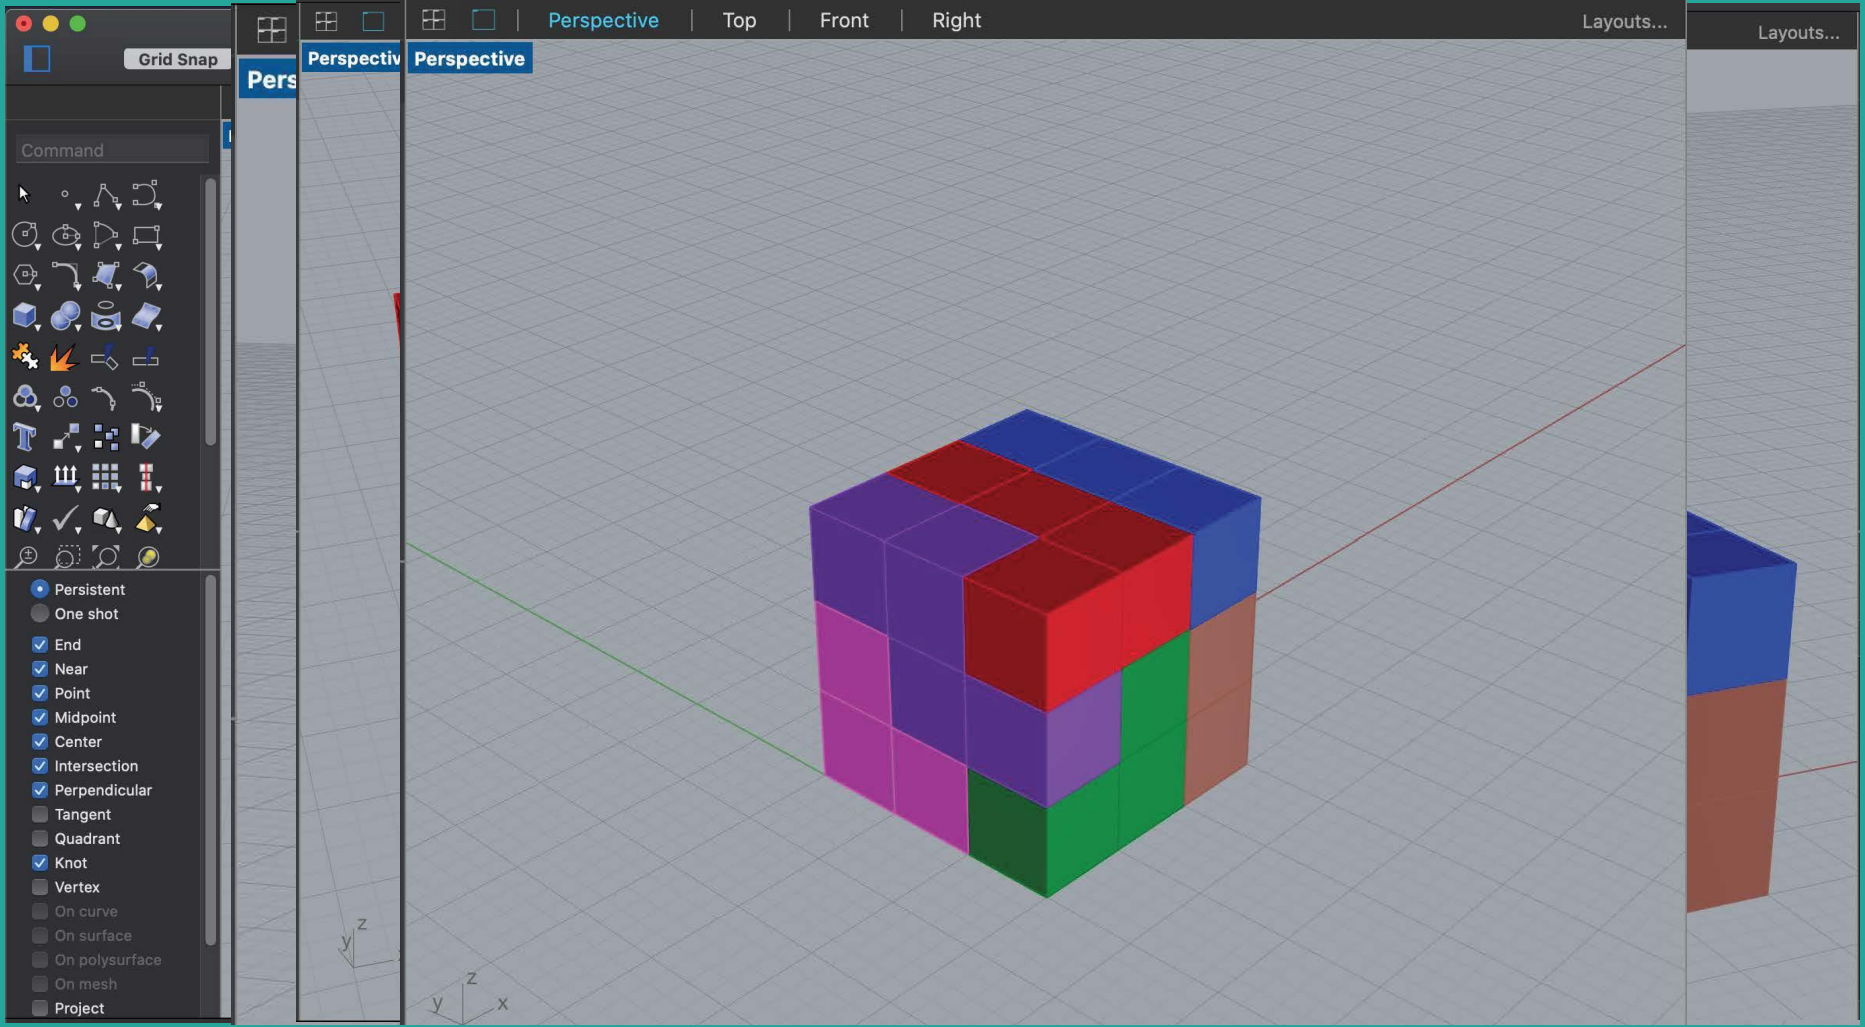 Grid Snap
Command
Persistent
One shot
End
Near
Point
Midpoint
Center
Intersection
Perpendicular
Tangent
Quadrant
Knot
Vertex
On curve
On surface
On polysurface
On mesh
Project
Pers
Perspectiv
z
y
Perspective Top Front Right Layouts...
Perspective
z
y x
Layouts...